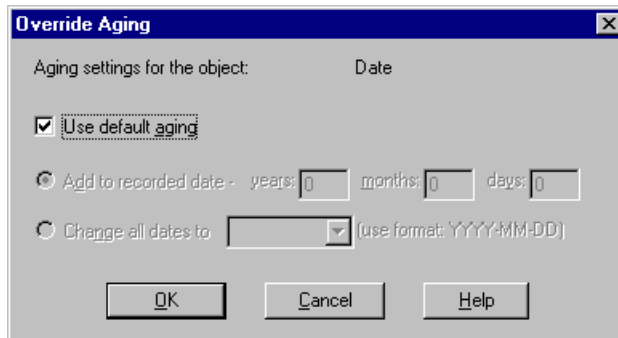 Override Aging
Aging settings for the object: Date
Use default aging
Add to recorded date - years: 0 months: 0 days: 0
Change all dates to (use format: YYYY-MM-DD)
OK Cancel Help